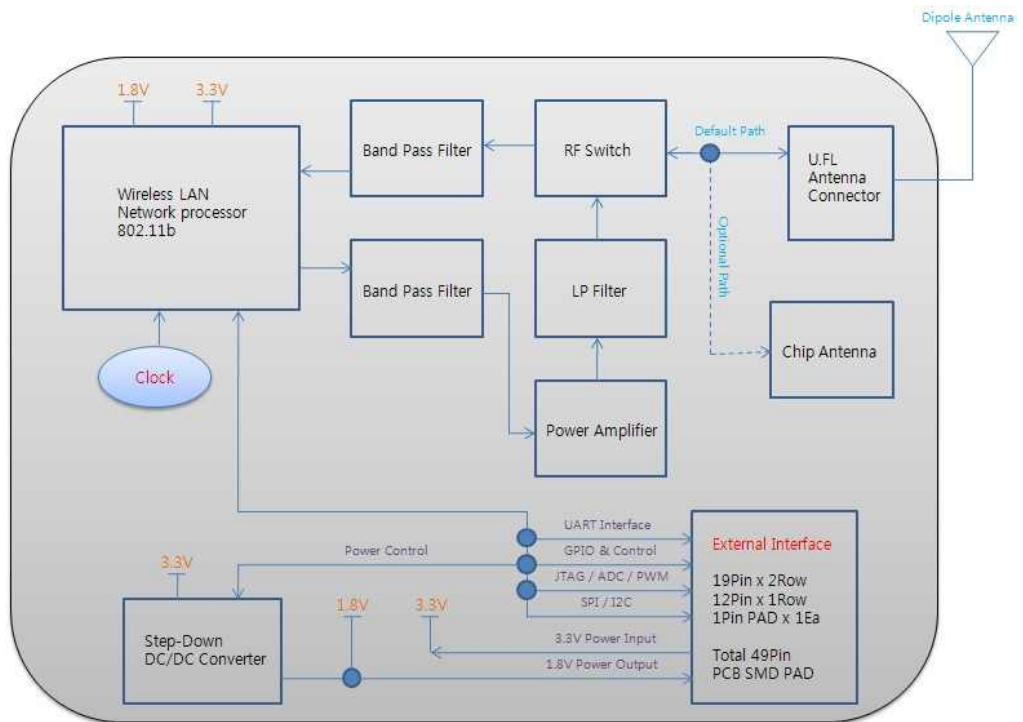 Dipole Antenna
1.8V
3.3V
Wireless LAN
Network processor
802.11b
Band Pass Filter
RF Switch
Default Path
U.FL
Antenna
Connector
Optional Path
Band Pass Filter
LP Filter
Chip Antenna
Clock
Power Amplifier
UART Interface
Power Control
GPIO & Control
JTAG / ADC / PWM
SPI / I2C
3.3V Power Input
1.8V Power Output
3.3V
1.8V
3.3V
Step-Down
DC/DC Converter
External Interface
19Pin x 2Row
12Pin x 1Row
1Pin PAD x 1Ea
Total 49Pin
PCB SMD PAD